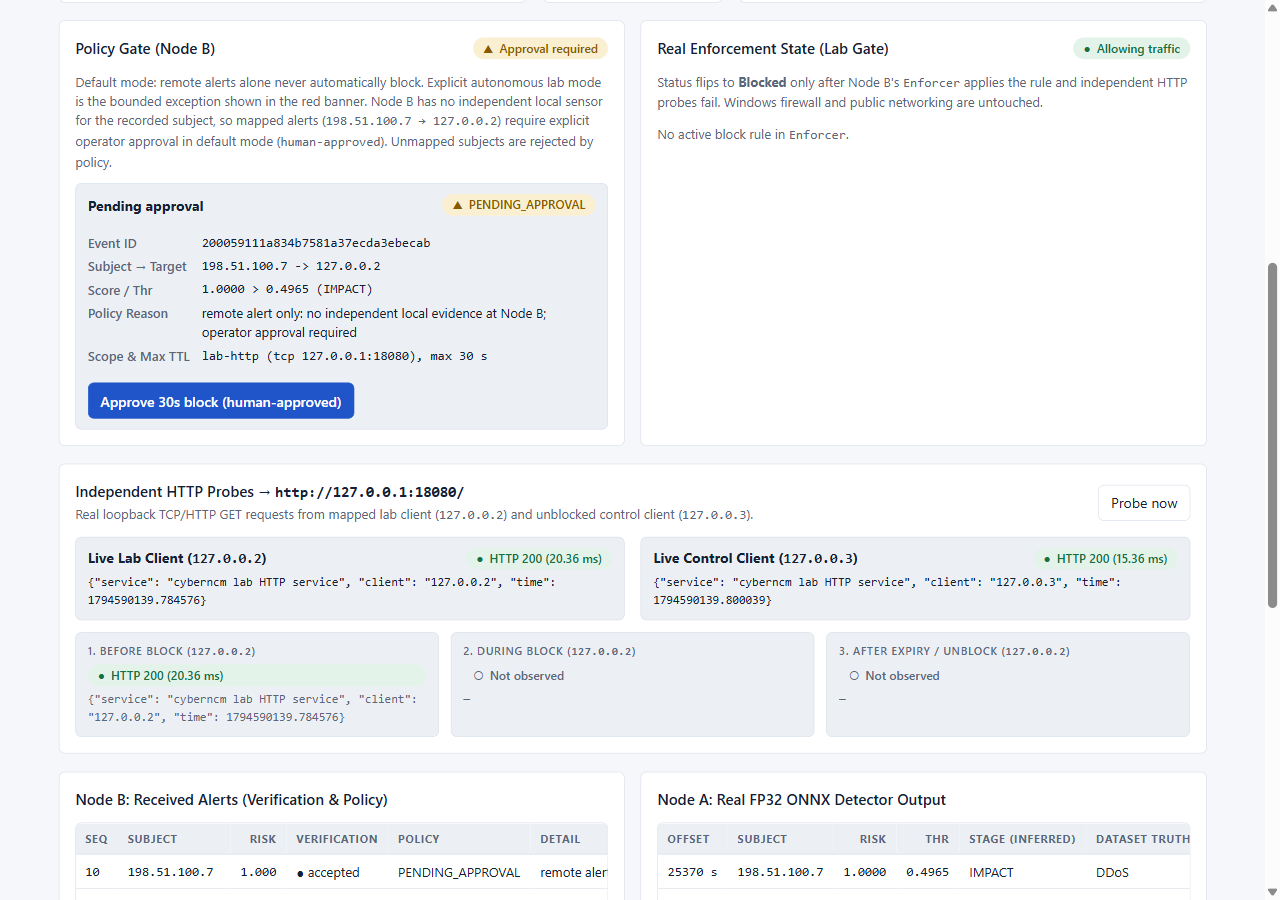 Policy Gate (Node B)
▲ Approval required
Default mode: remote alerts alone never automatically block. Explicit autonomous lab mode
is the bounded exception shown in the red banner. Node B has no independent local sensor
for the recorded subject, so mapped alerts (198.51.100.7 → 127.0.0.2) require explicit
operator approval in default mode (human-approved). Unmapped subjects are rejected by
policy.
Pending approval
▲ PENDING_APPROVAL
Event ID 200059111a834b7581a37ecda3ebecab
Subject → Target 198.51.100.7 -> 127.0.0.2
Score / Thr 1.0000 > 0.4965 (IMPACT)
Policy Reason remote alert only: no independent local evidence at Node B;
operator approval required
Scope & Max TTL lab-http (tcp 127.0.0.1:18080), max 30 s
Approve 30s block (human-approved)
Real Enforcement State (Lab Gate)
● Allowing traffic
Status flips to Blocked only after Node B's Enforcer applies the rule and independent HTTP
probes fail. Windows firewall and public networking are untouched.
No active block rule in Enforcer.
Independent HTTP Probes → http://127.0.0.1:18080/
Real loopback TCP/HTTP GET requests from mapped lab client (127.0.0.2) and unblocked control client (127.0.0.3).
Probe now
Live Lab Client (127.0.0.2)
● HTTP 200 (20.36 ms)
{"service": "cyberncm lab HTTP service", "client": "127.0.0.2", "time":
1794590139.784576}
Live Control Client (127.0.0.3)
● HTTP 200 (15.36 ms)
{"service": "cyberncm lab HTTP service", "client": "127.0.0.3", "time":
1794590139.800039}
1. BEFORE BLOCK (127.0.0.2)
● HTTP 200 (20.36 ms)
{"service": "cyberncm lab HTTP service", "client":
"127.0.0.2", "time": 1794590139.784576}
2. DURING BLOCK (127.0.0.2)
○ Not observed
—
3. AFTER EXPIRY / UNBLOCK (127.0.0.2)
○ Not observed
—
Node B: Received Alerts (Verification & Policy)
SEQ SUBJECT RISK VERIFICATION POLICY DETAIL
10 198.51.100.7 1.000 ● accepted PENDING_APPROVAL remote aler
Node A: Real FP32 ONNX Detector Output
OFFSET SUBJECT RISK THR STAGE (INFERRED) DATASET TRUTH
25370 s 198.51.100.7 1.0000 0.4965 IMPACT DDoS